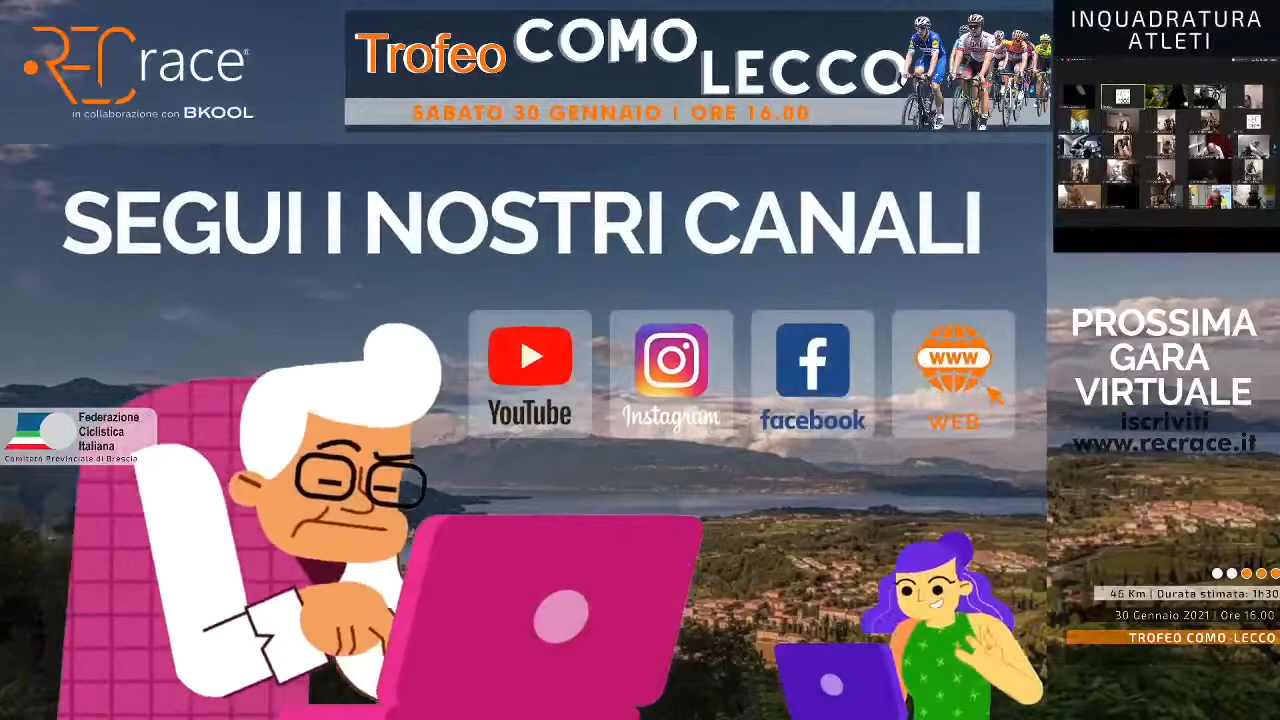 RECrace
in collaborazione con BKOOL
Trofeo COMO
LECCO
SABATO 30 GENNAIO | ORE 16.00
INQUADRATURA
ATLETI
SEGUI I NOSTRI CANALI
YouTube
Instagram
facebook
www
WEB
Federazione
Ciclistica
Italiana
Comitato Provinciale di Brescia
PROSSIMA
GARA
VIRTUALE
iscriviti
www.recrace.it
46 Km | Durata stimata: 1h30
30 Gennaio 2021 | Ore 16.00
TROFEO COMO-LECCO